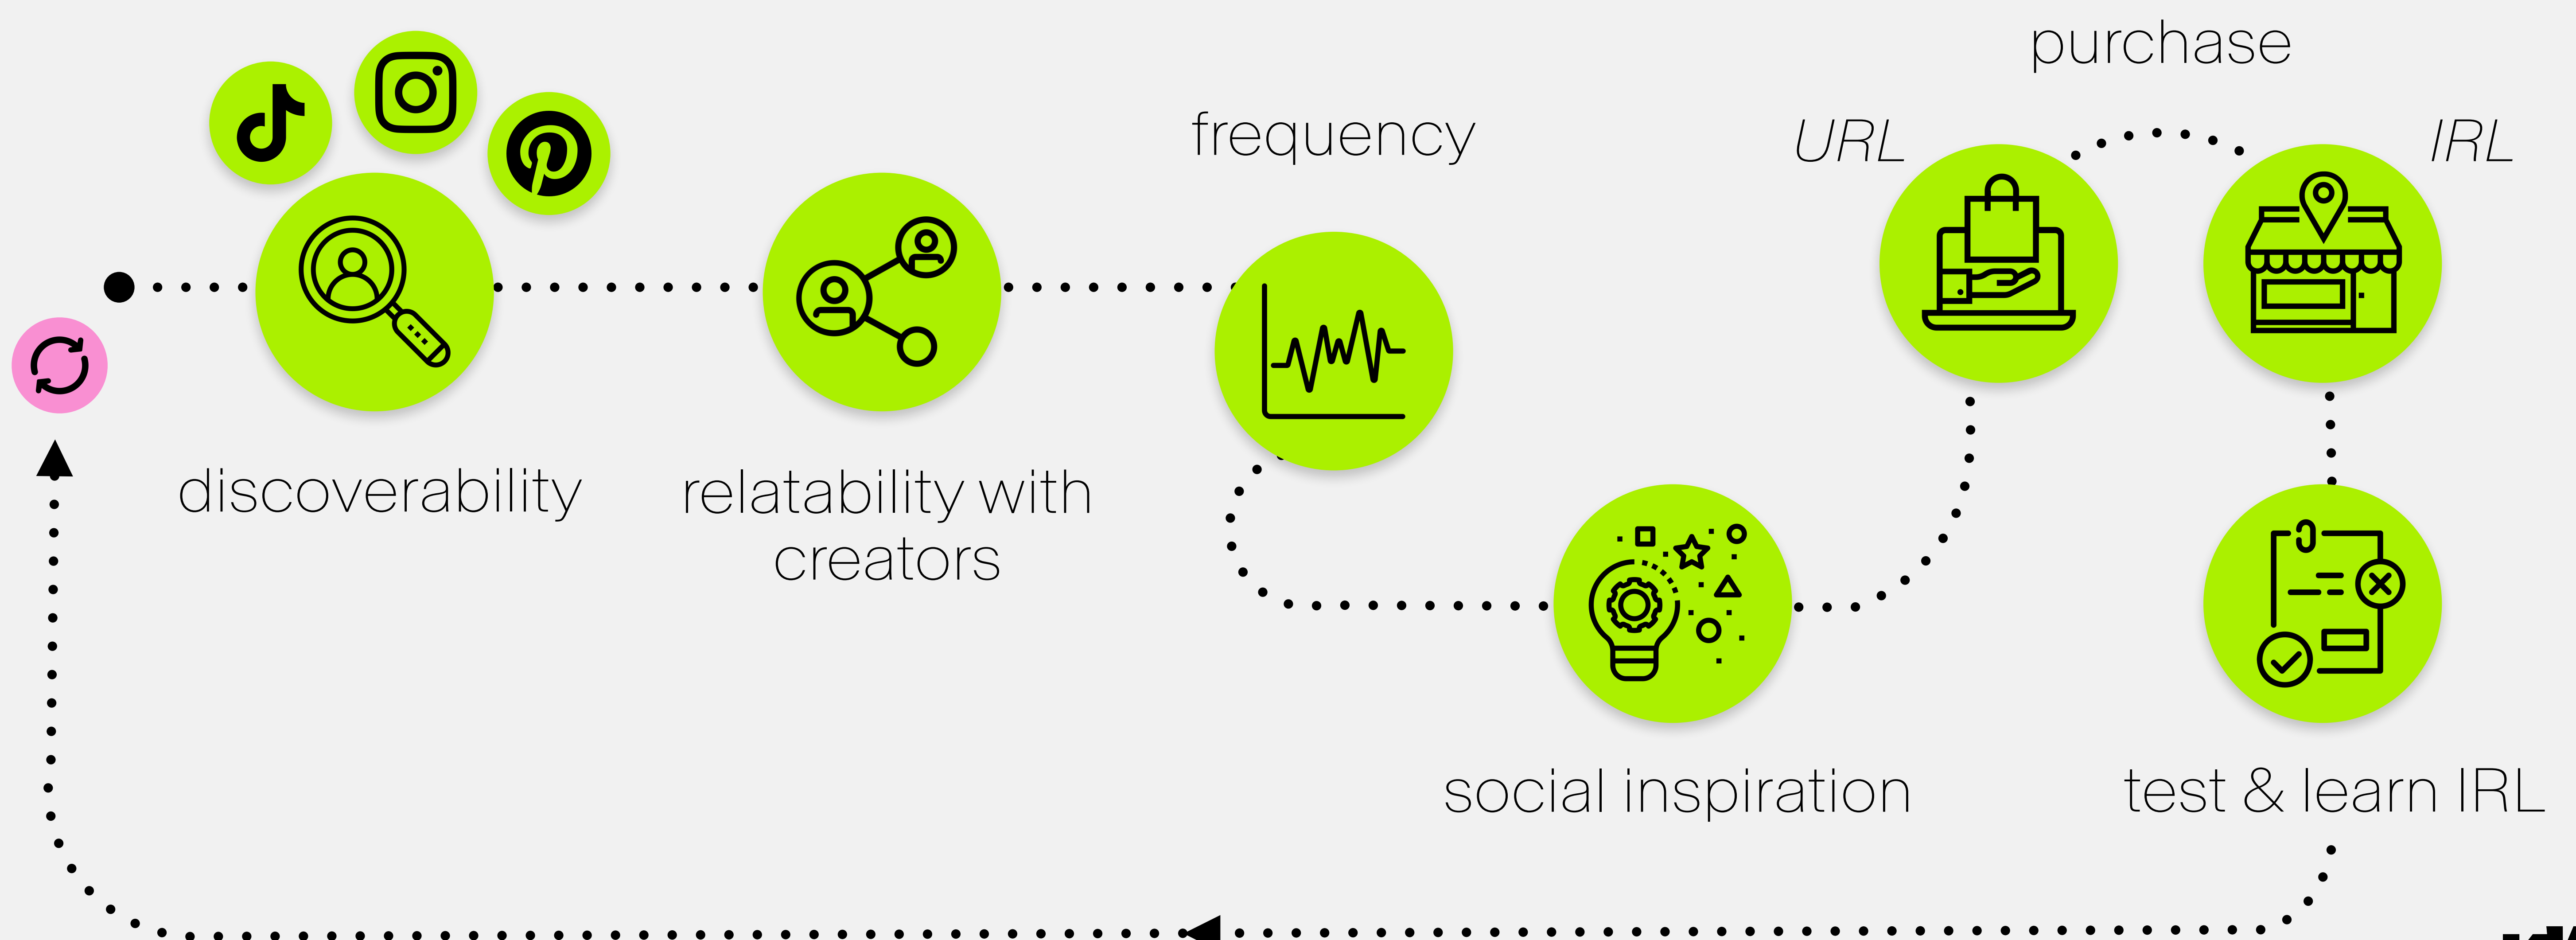 purchase
frequency
URL
IRL
discoverability
relatability with
creators
social inspiration
test & learn IRL